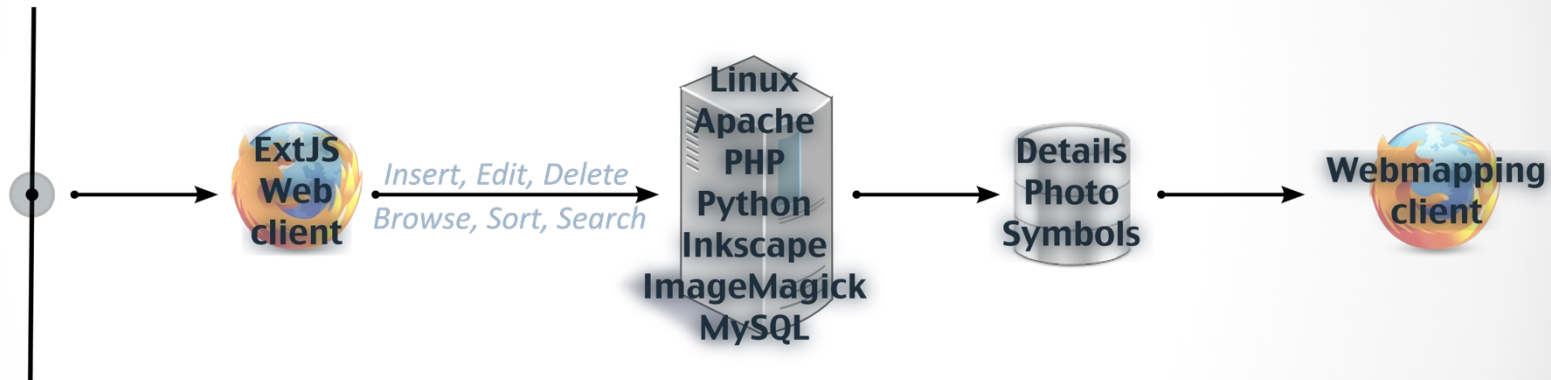 ExtJS
Web
client
Insert, Edit, Delete
Browse, Sort, Search
Linux
Apache
PHP
Python
Inkscape
ImageMagick
MySQL
Details
Photo
Symbols
Webmapping
client